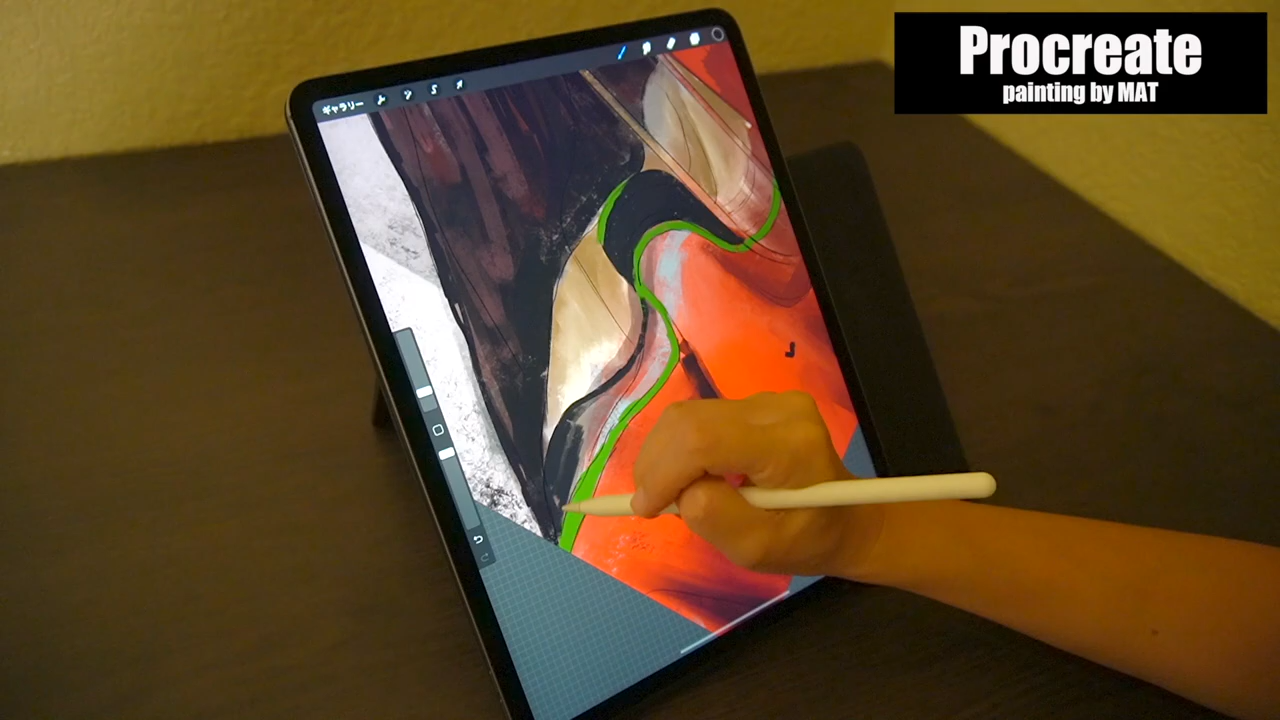 Procreate
painting by MAT
ギャラリー